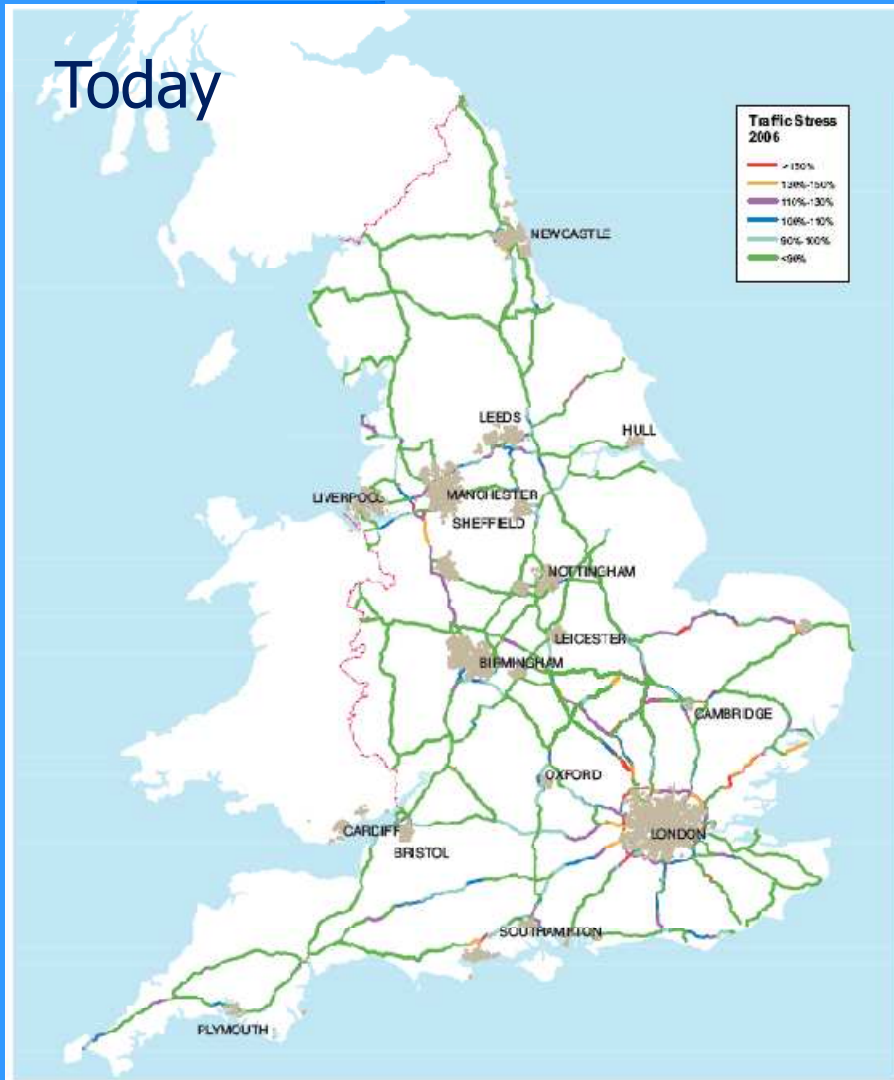 Today
Traffic Stress
2006
>150%
130%-150%
110%-130%
100%-110%
90%-100%
<90%
NEWCASTLE
LEEDS
HULL
LIVERPOOL
MANCHESTER
SHEFFIELD
NOTTINGHAM
LEICESTER
BIRMINGHAM
CAMBRIDGE
OXFORD
CARDIFF
LONDON
BRISTOL
SOUTHAMPTON
PLYMOUTH